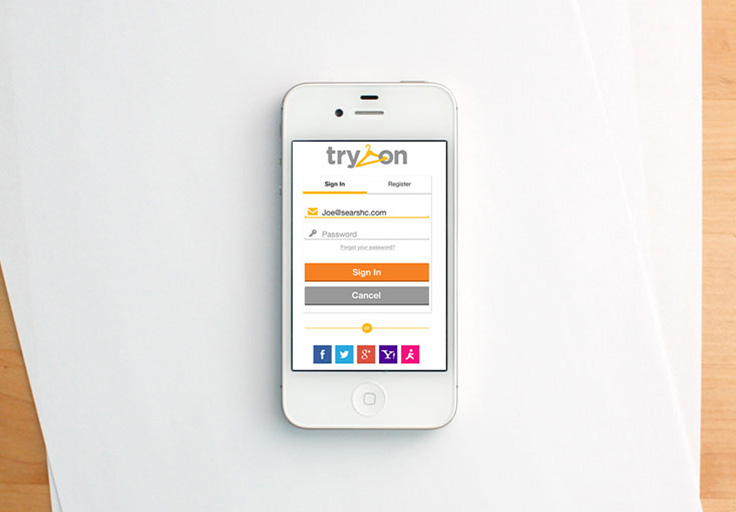 try on
Sign In Register
Joe@searshc.com
Password
Forgot your password?
Sign In
Cancel
or
f g+ Y!